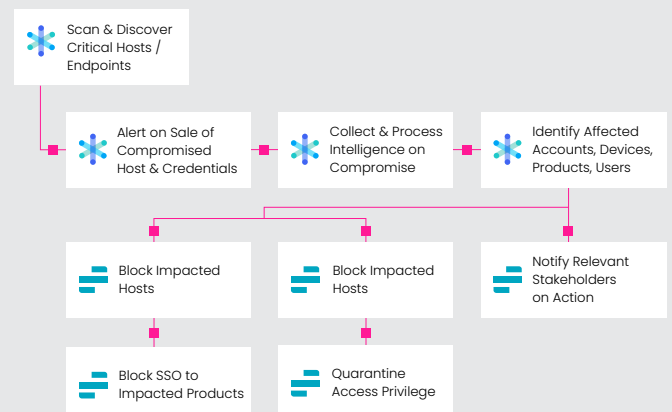 Scan & Discover
Critical Hosts /
Endpoints
Alert on Sale of
Compromised
Host & Credentials
Collect & Process
Intelligence on
Compromise
Identify Affected
Accounts, Devices,
Products, Users
Block Impacted
Hosts
Block Impacted
Hosts
Notify Relevant
Stakeholders
on Action
Block SSO to
Impacted Products
Quarantine
Access Privilege